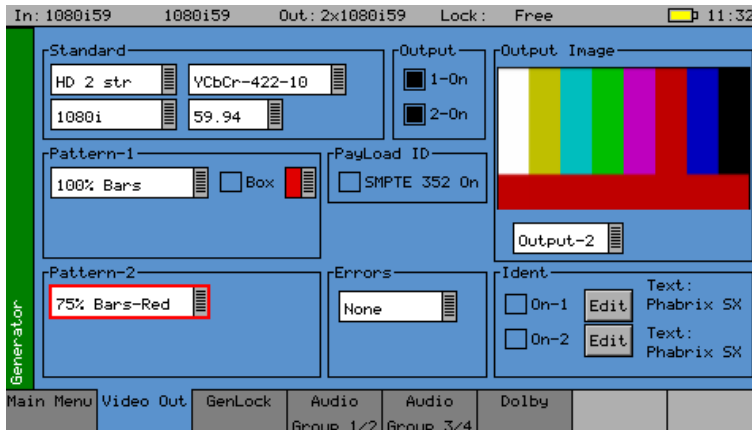 In: 1080i59 1080i59 Out: 2x1080i59 Lock: Free 11:32
Standard
HD 2 str
YCbCr-422-10
1080i
59.94
Output
1-On
2-On
Output Image
Pattern-1
100% Bars
Box
PayLoad ID
SMPTE 352 On
Output-2
Pattern-2
75% Bars-Red
Errors
None
Ident
On-1
Edit
Text:
Phabrix SX
On-2
Edit
Text:
Phabrix SX
Generator
Main Menu
Video Out
GenLock
Audio
Group 1/2
Audio
Group 3/4
Dolby